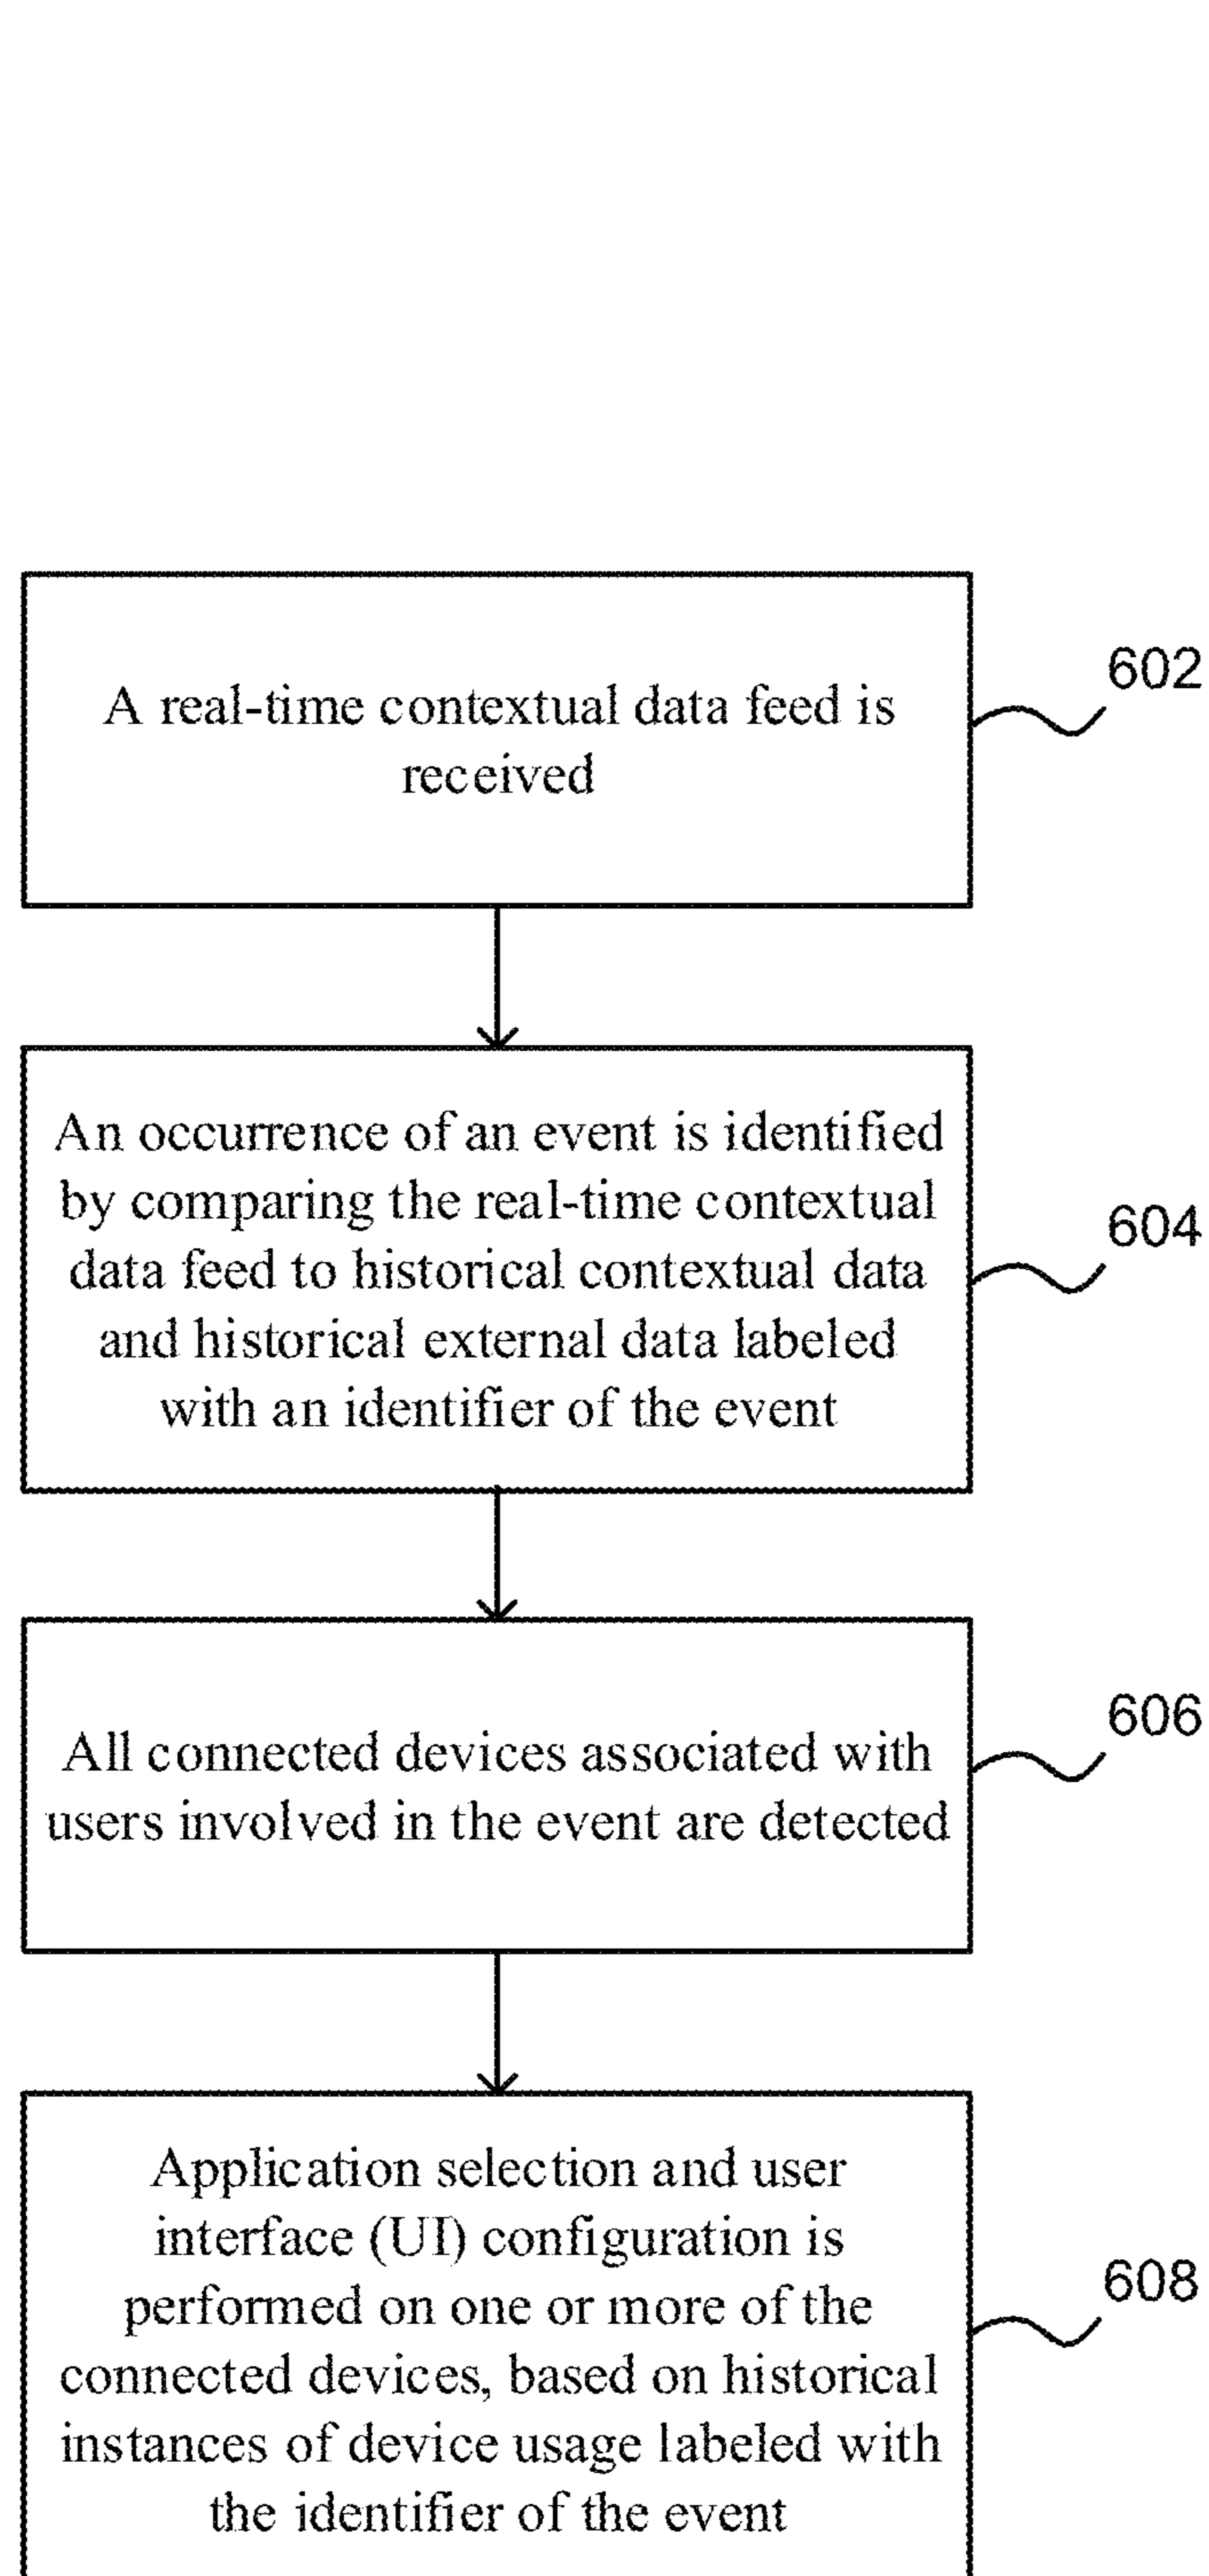 A real-time contextual data feed is
received
602
An occurrence of an event is identified
by comparing the real-time contextual
data feed to historical contextual data
and historical external data labeled
with an identifier of the event
604
All connected devices associated with
users involved in the event are detected
606
Application selection and user
interface (UI) configuration is
performed on one or more of the
connected devices, based on historical
instances of device usage labeled with
the identifier of the event
608